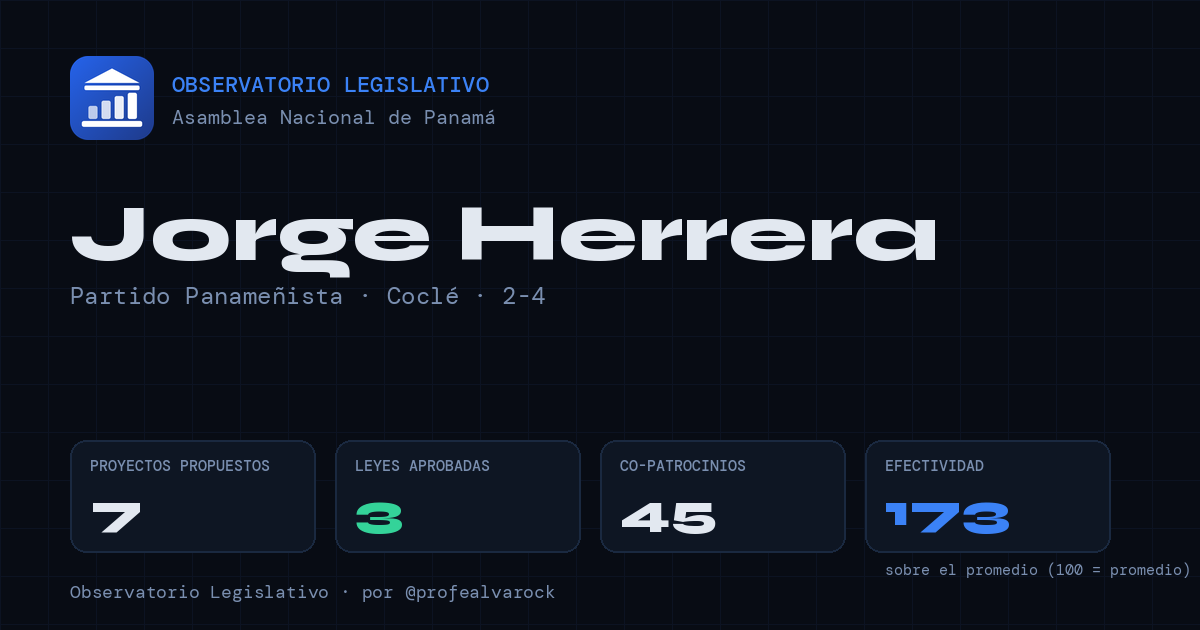 OBSERVATORIO LEGISLATIVO
Asamblea Nacional de Panamá
Jorge Herrera
Partido Panameñista · Coclé · 2-4
PROYECTOS PROPUESTOS
7
LEYES APROBADAS
3
CO-PATROCINIOS
45
EFECTIVIDAD
173
sobre el promedio (100 = promedio)
Observatorio Legislativo · por @profealvarock